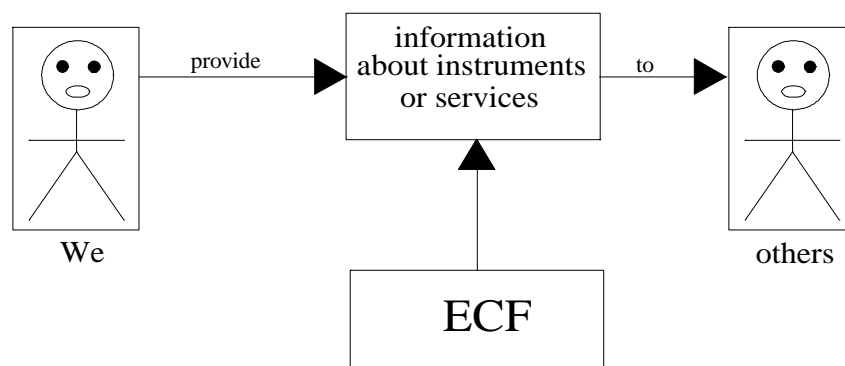 We
provide
information
about instruments
or services
to
others
ECF